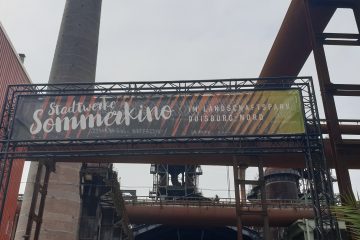 Stadtwerke
Sommerkino
IM LANDSCHAFTSPARK
DUISBURG-NORD